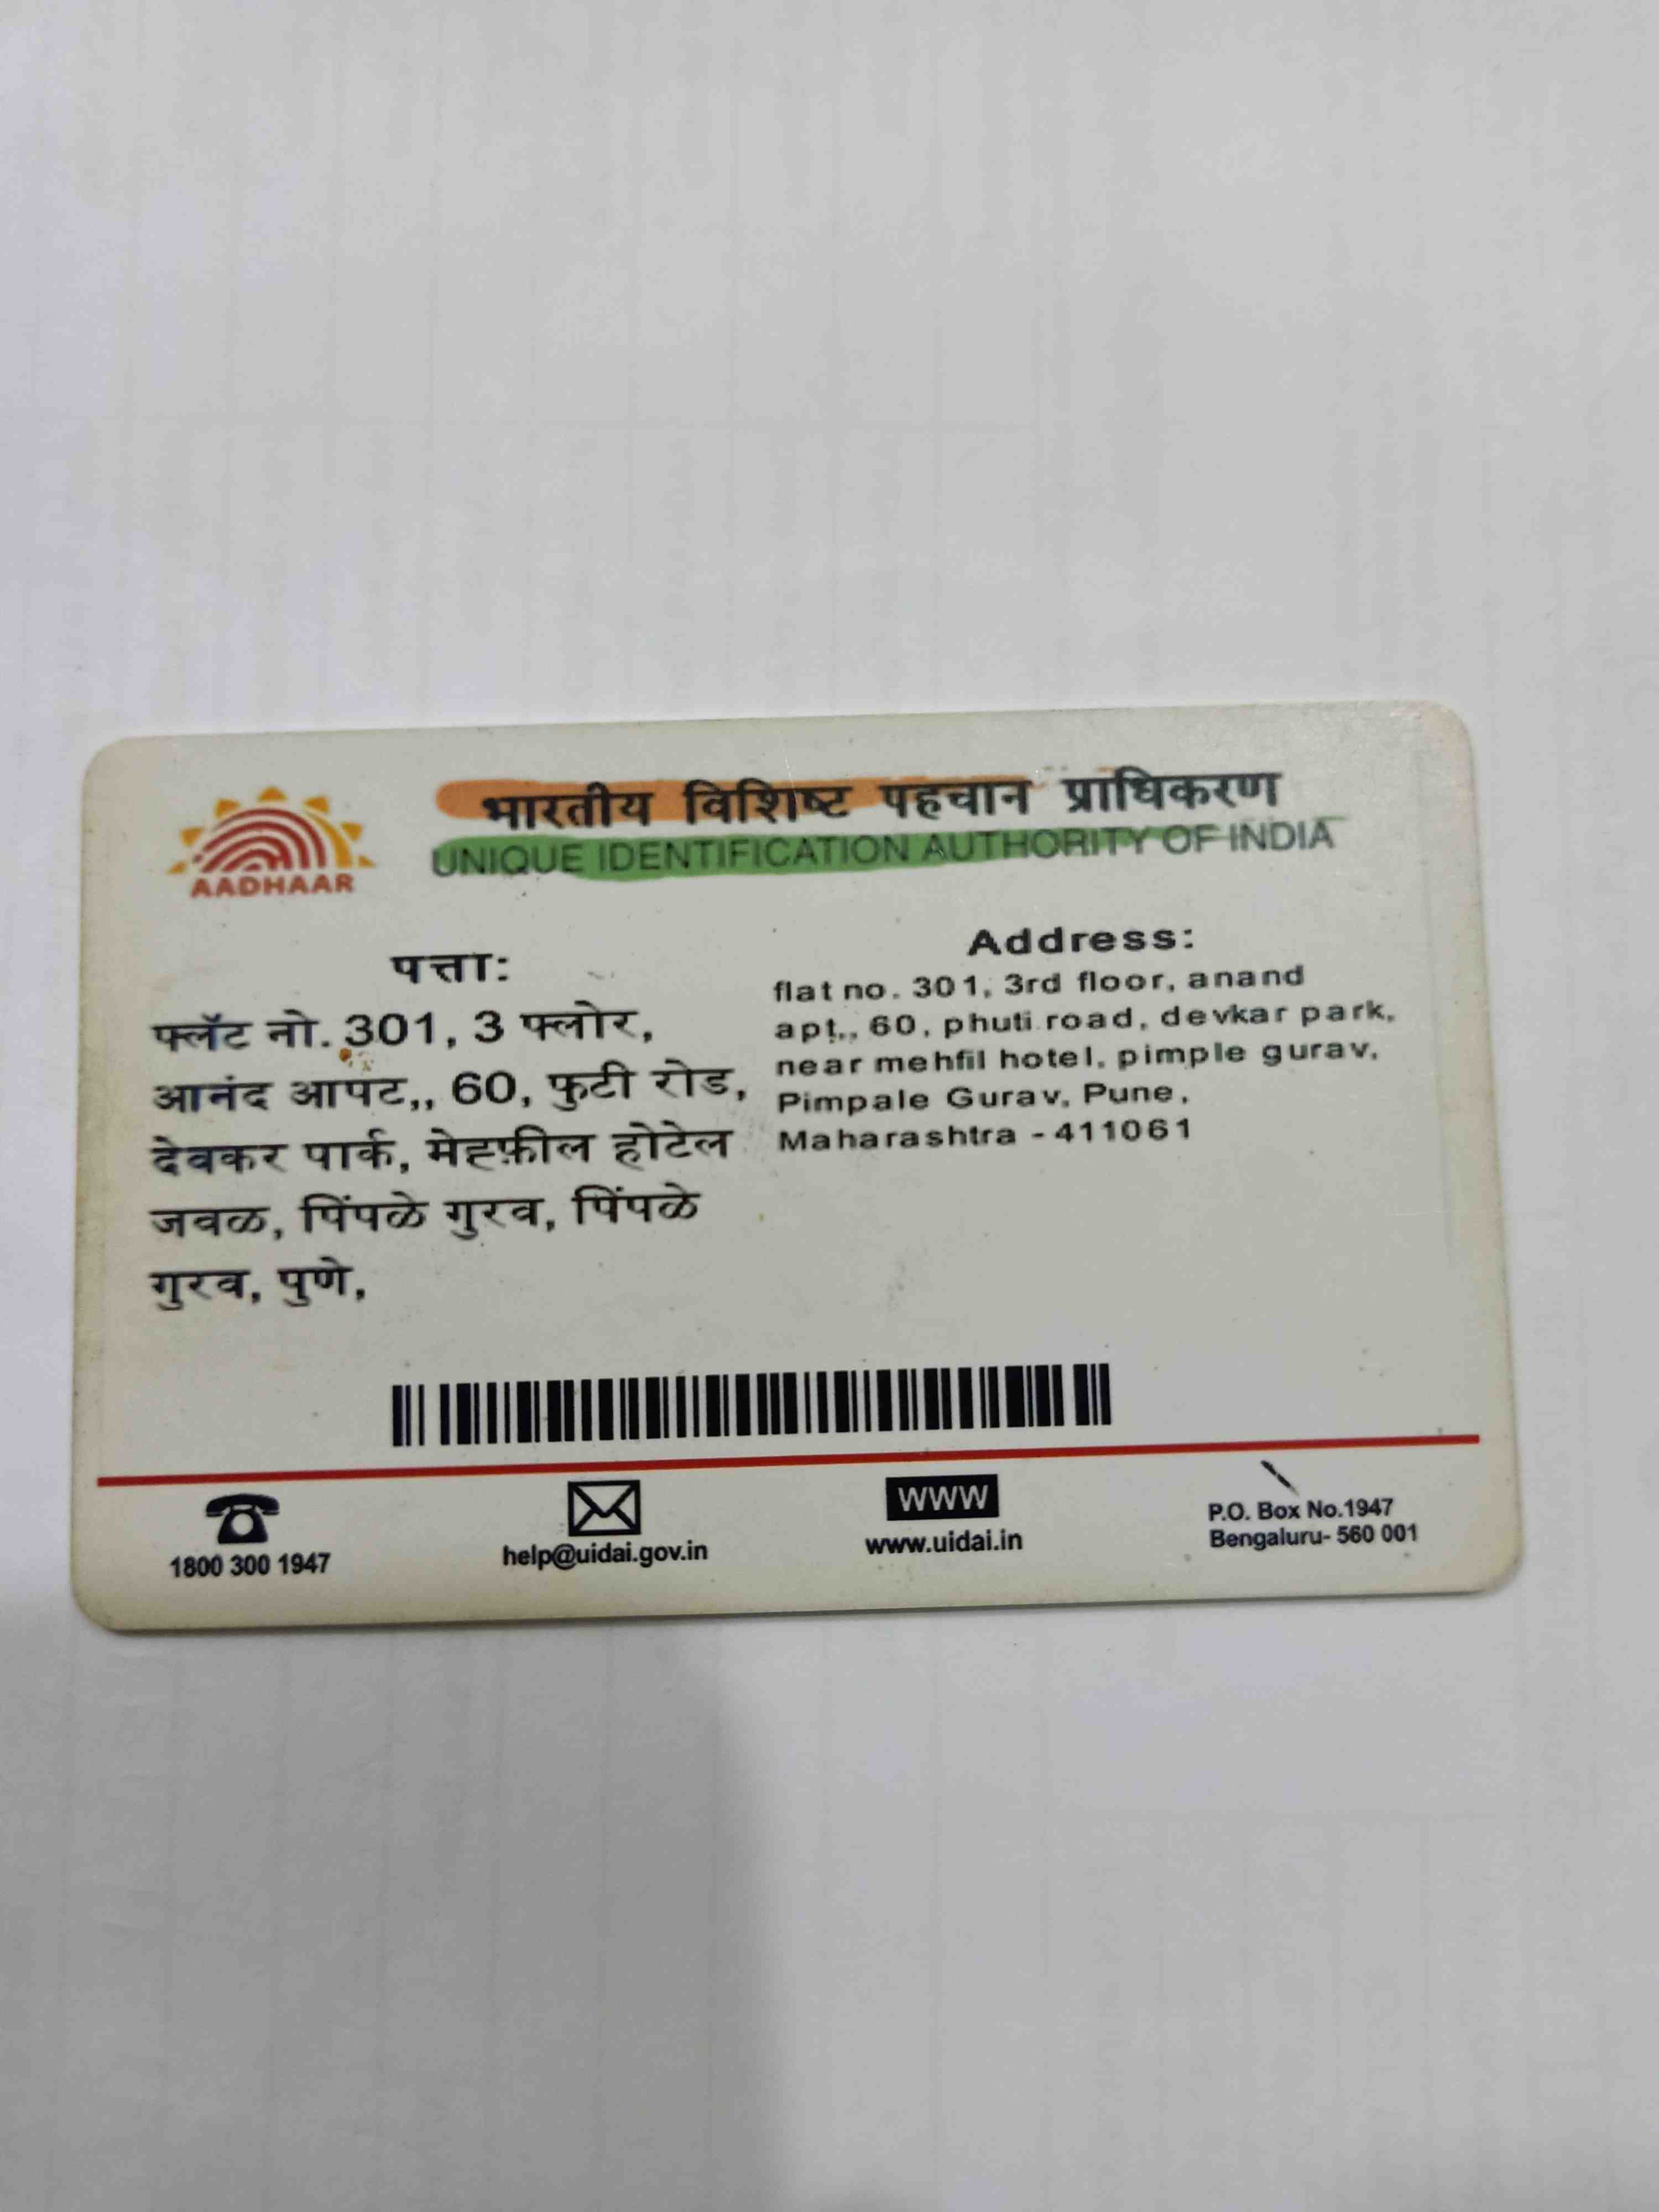 भारतीय विशिष्ट पहचान प्राधिकरण
UNIQUE IDENTIFICATION AUTHORITY OF INDIA
AADHAAR
पत्ता:
फ्लॅट नो. 301, 3 फ्लोर,
आनंद आपट,, 60, फुटी रोड,
देवकर पार्क, मेह्फ़ील होटेल
जवळ, पिंपळे गुरव, पिंपळे
गुरव, पुणे,
Address:
flat no. 301, 3rd floor, anand
apt,, 60, phuti road, devkar park,
near mehfil hotel, pimple gurav,
Pimpale Gurav, Pune,
Maharashtra - 411061
1800 300 1947
help@uidai.gov.in
WWW
www.uidai.in
P.O. Box No.1947
Bengaluru- 560 001